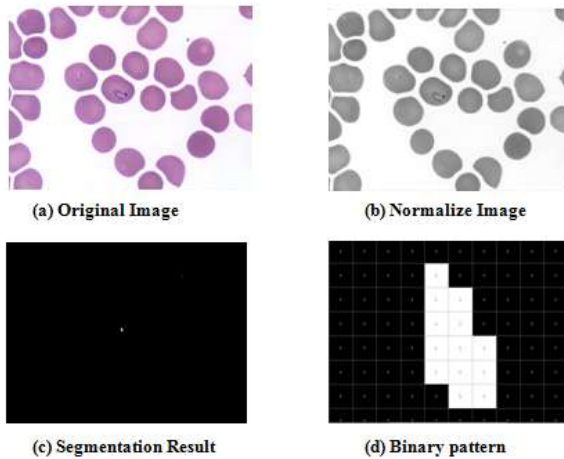 (a) Original Image
(b) Normalize Image
(c) Segmentation Result
(d) Binary pattern